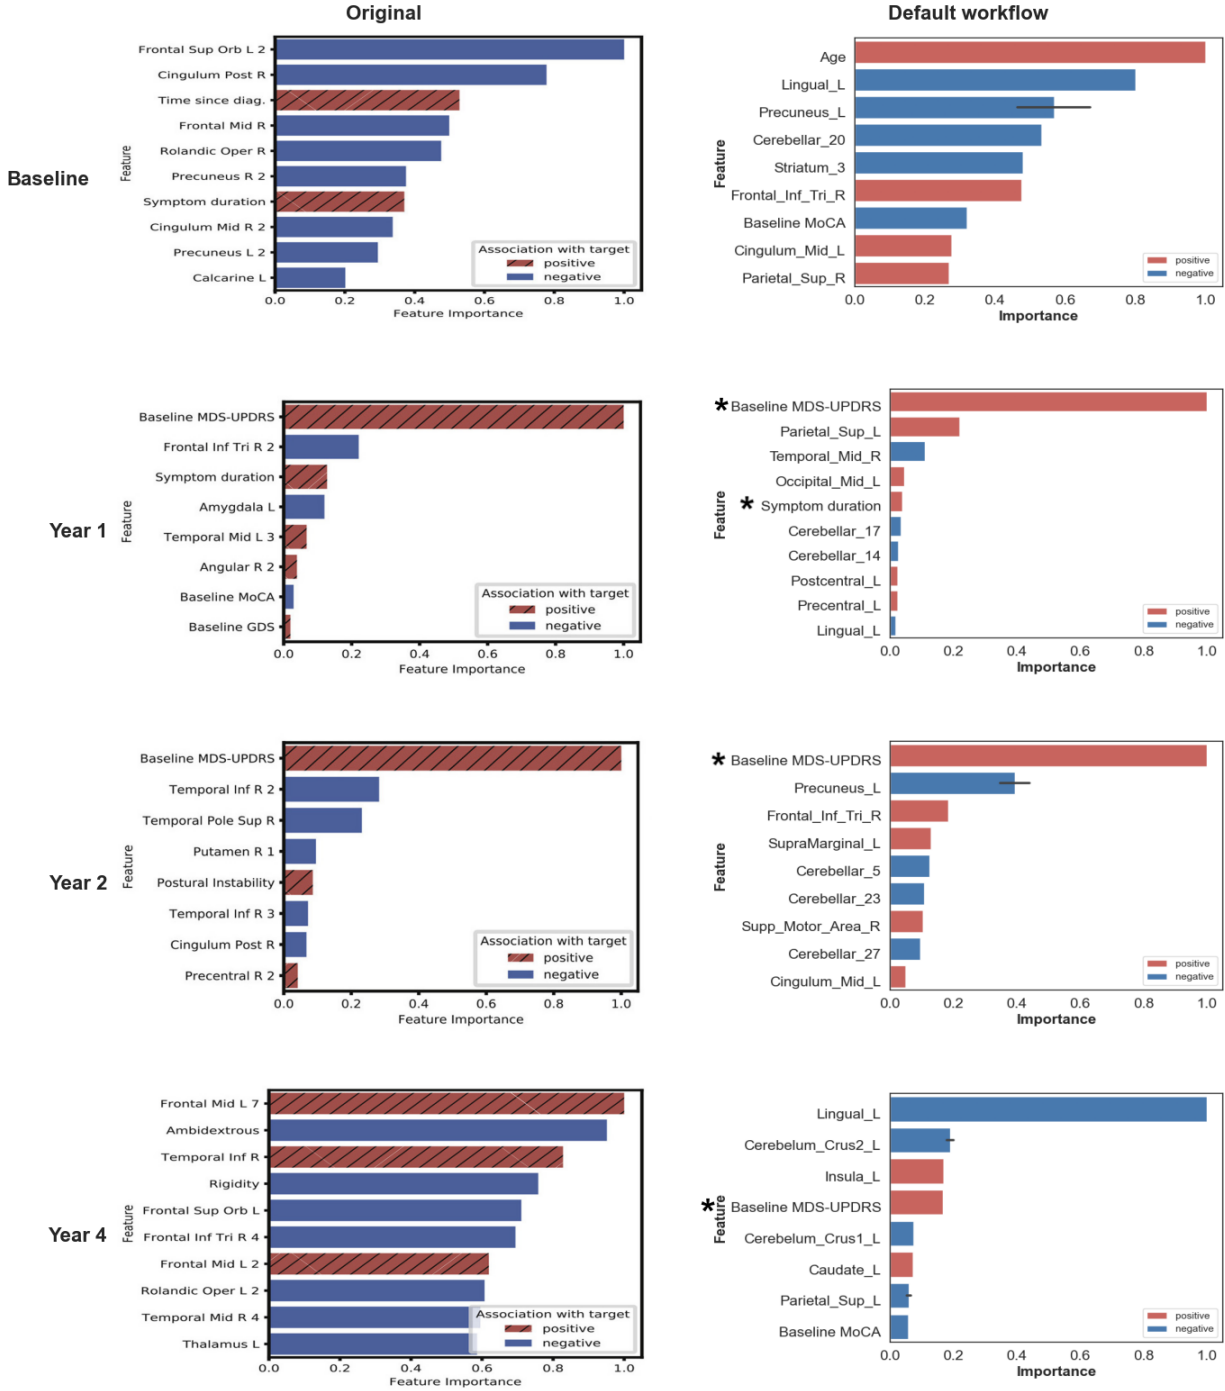 Original
Default workflow
Baseline
Feature
Frontal Sup Orb L 2
Cingulum Post R
Time since diag.
Frontal Mid R
Rolandic Oper R
Precuneus R 2
Symptom duration
Cingulum Mid R 2
Precuneus L 2
Calcarine L
Association with target
positive
negative
0.0 0.2 0.4 0.6 0.8 1.0
Feature Importance
Feature
Age
Lingual_L
Precuneus_L
Cerebellar_20
Striatum_3
Frontal_Inf_Tri_R
Baseline MoCA
Cingulum_Mid_L
Parietal_Sup_R
positive
negative
0.0 0.2 0.4 0.6 0.8 1.0
Importance
Year 1
Feature
Baseline MDS-UPDRS
Frontal Inf Tri R 2
Symptom duration
Amygdala L
Temporal Mid L 3
Angular R 2
Baseline MoCA
Baseline GDS
Association with target
positive
negative
0.0 0.2 0.4 0.6 0.8 1.0
Feature Importance
Feature
* Baseline MDS-UPDRS
Parietal_Sup_L
Temporal_Mid_R
Occipital_Mid_L
* Symptom duration
Cerebellar_17
Cerebellar_14
Postcentral_L
Precentral_L
Lingual_L
positive
negative
0.0 0.2 0.4 0.6 0.8 1.0
Importance
Year 2
Feature
Baseline MDS-UPDRS
Temporal Inf R 2
Temporal Pole Sup R
Putamen R 1
Postural Instability
Temporal Inf R 3
Cingulum Post R
Precentral R 2
Association with target
positive
negative
0.0 0.2 0.4 0.6 0.8 1.0
Feature Importance
Feature
* Baseline MDS-UPDRS
Precuneus_L
Frontal_Inf_Tri_R
SupraMarginal_L
Cerebellar_5
Cerebellar_23
Supp_Motor_Area_R
Cerebellar_27
Cingulum_Mid_L
positive
negative
0.0 0.2 0.4 0.6 0.8 1.0
Importance
Year 4
Feature
Frontal Mid L 7
Ambidextrous
Temporal Inf R
Rigidity
Frontal Sup Orb L
Frontal Inf Tri R 4
Frontal Mid L 2
Rolandic Oper L 2
Temporal Mid R 4
Thalamus L
Association with target
positive
negative
0.0 0.2 0.4 0.6 0.8 1.0
Feature Importance
Feature
Lingual_L
Cerebelum_Crus2_L
Insula_L
* Baseline MDS-UPDRS
Cerebelum_Crus1_L
Caudate_L
Parietal_Sup_L
Baseline MoCA
positive
negative
0.0 0.2 0.4 0.6 0.8 1.0
Importance